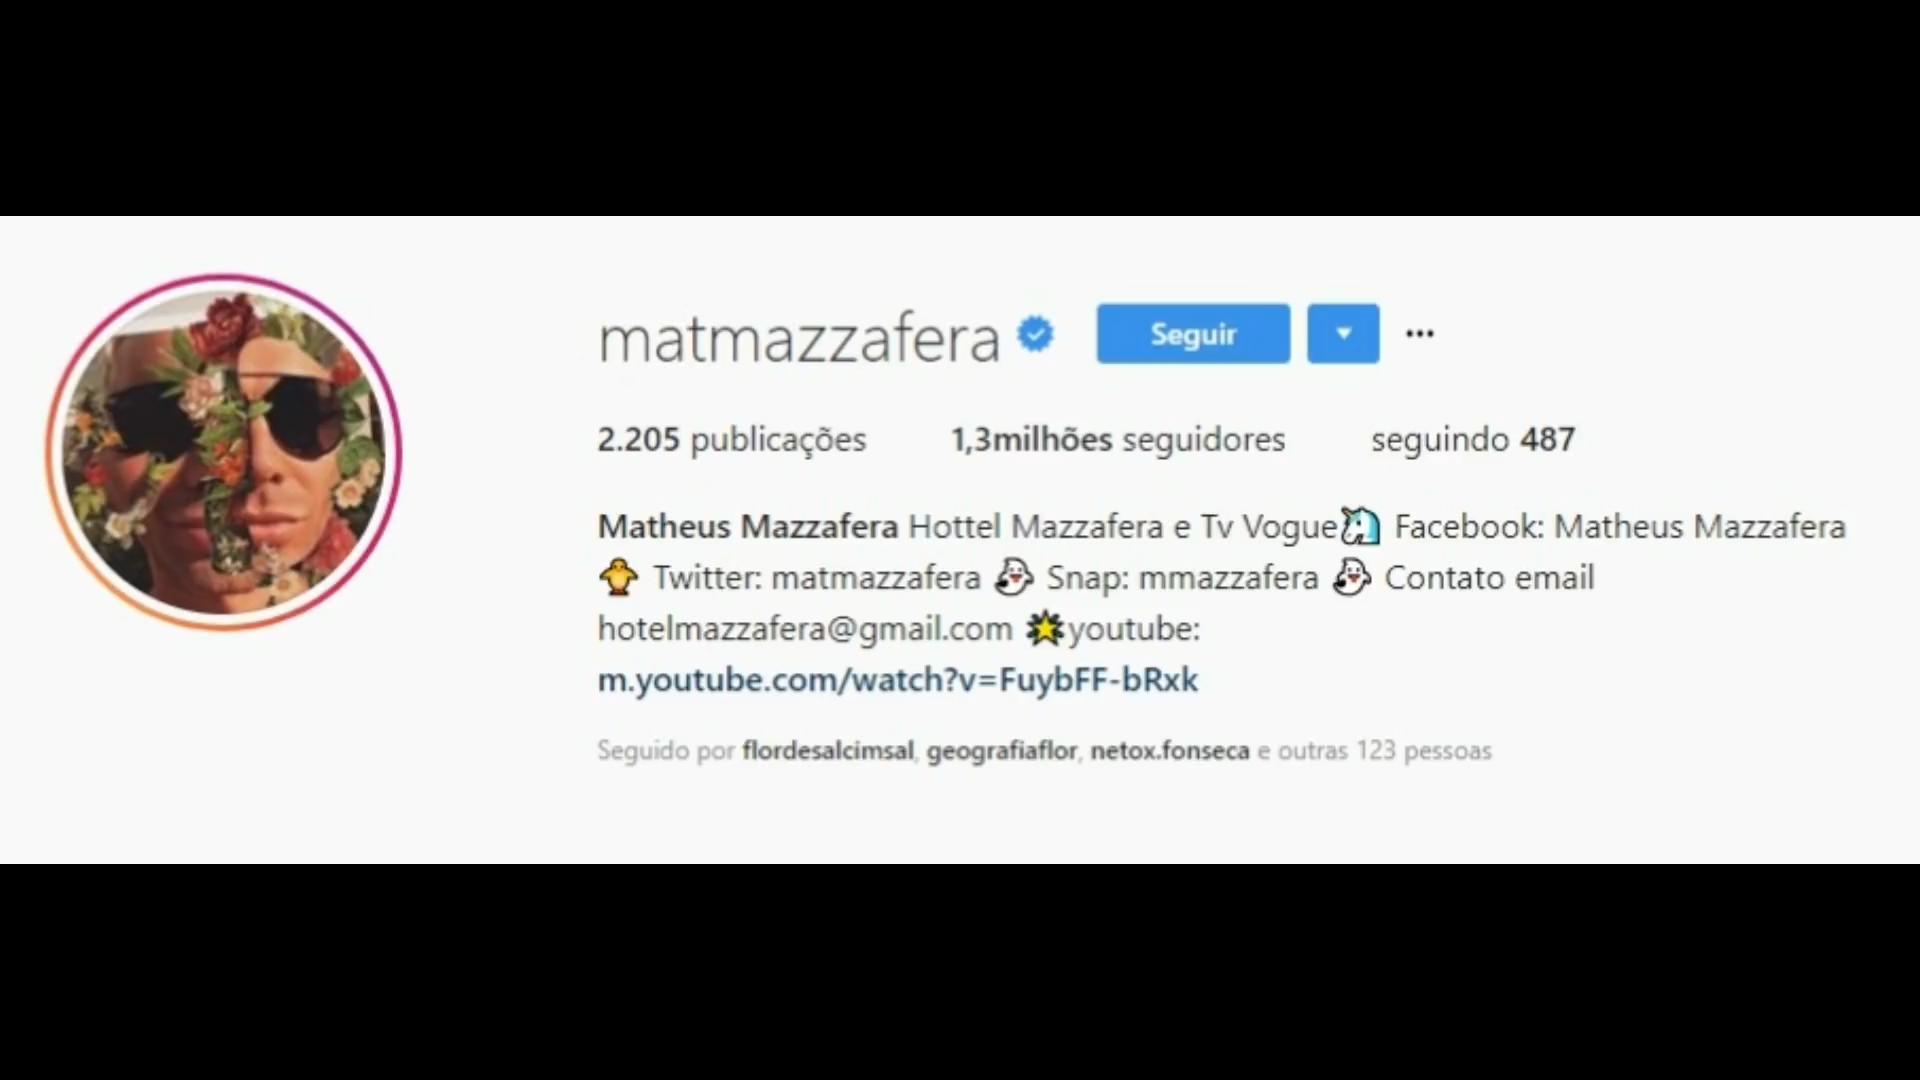 matmazzafera Seguir
2.205 publicações 1,3milhões seguidores seguindo 487
Matheus Mazzafera Hottel Mazzafera e Tv Vogue🦄 Facebook: Matheus Mazzafera
🐥 Twitter: matmazzafera 👻 Snap: mmazzafera 👻 Contato email
hotelmazzafera@gmail.com 🌟youtube:
m.youtube.com/watch?v=FuybFF-bRxk
Seguido por flordesalcimsal, geografiaflor, netox.fonseca e outras 123 pessoas